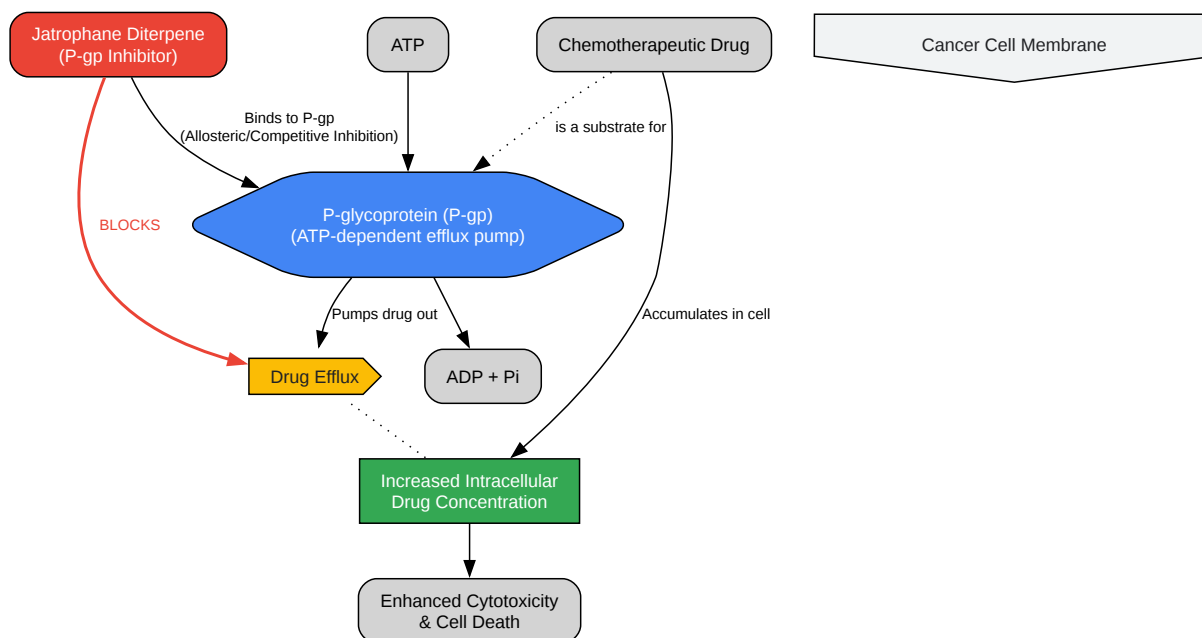 Jatrophane Diterpene
(P-gp Inhibitor)
ATP
Chemotherapeutic Drug
Cancer Cell Membrane
Binds to P-gp
(Allosteric/Competitive Inhibition)
is a substrate for
P-glycoprotein (P-gp)
(ATP-dependent efflux pump)
BLOCKS
Pumps drug out
Accumulates in cell
Drug Efflux
ADP + Pi
Increased Intracellular
Drug Concentration
Enhanced Cytotoxicity
& Cell Death